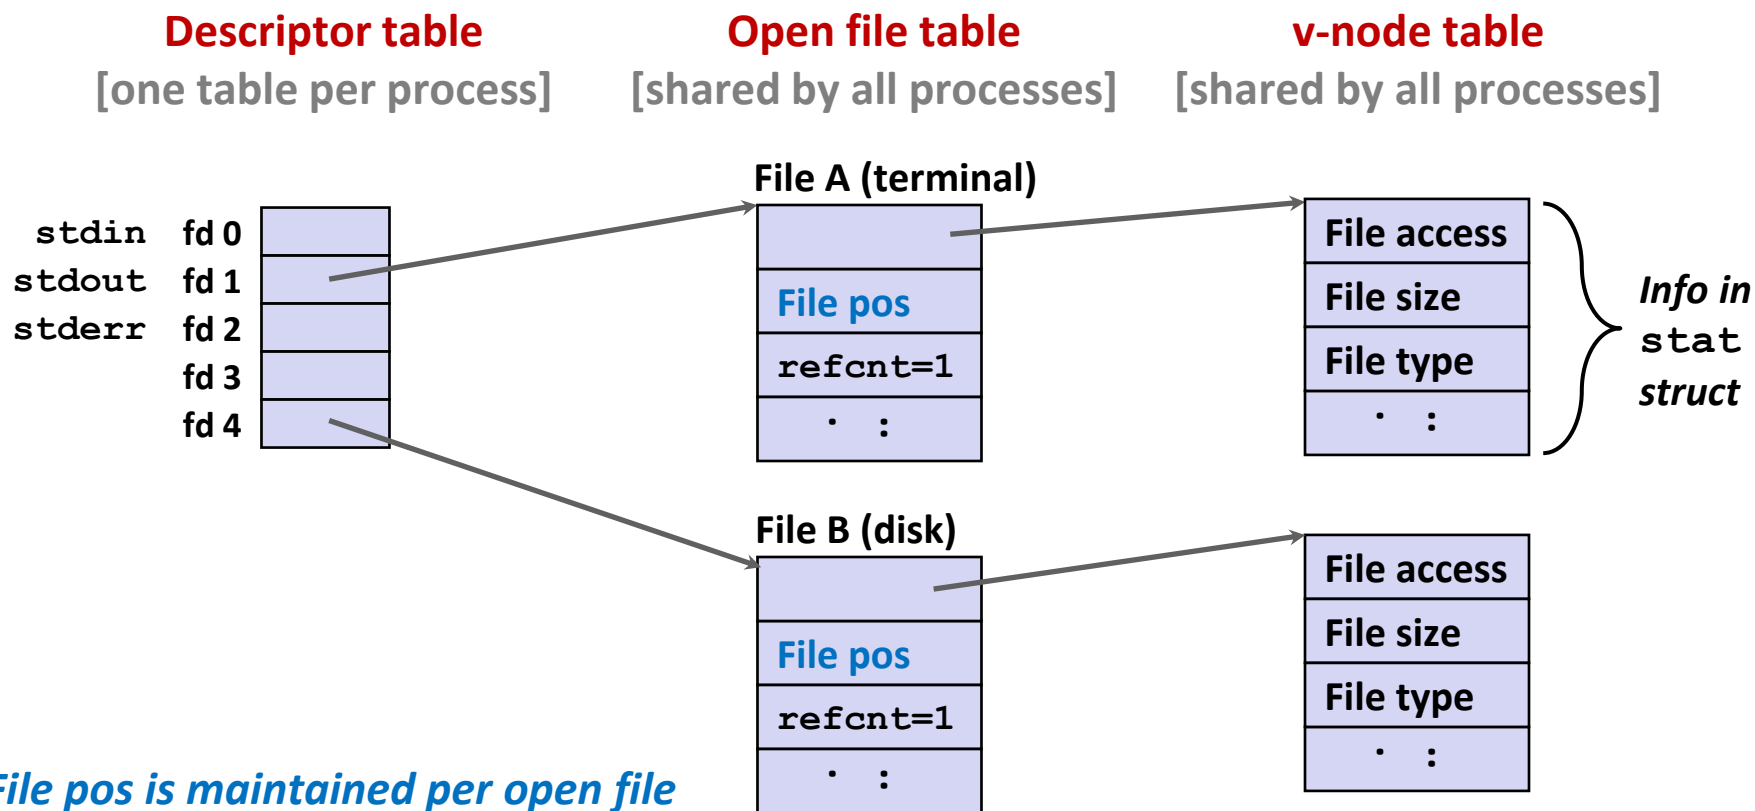 Descriptor table
[one table per process]
Open file table
[shared by all processes]
v-node table
[shared by all processes]
stdin fd 0
stdout fd 1
stderr fd 2
fd 3
fd 4
File A (terminal)
File pos
refcnt=1
File access
File size
File type
Info in
stat
struct
File B (disk)
File pos
refcnt=1
File access
File size
File type
File pos is maintained per open file